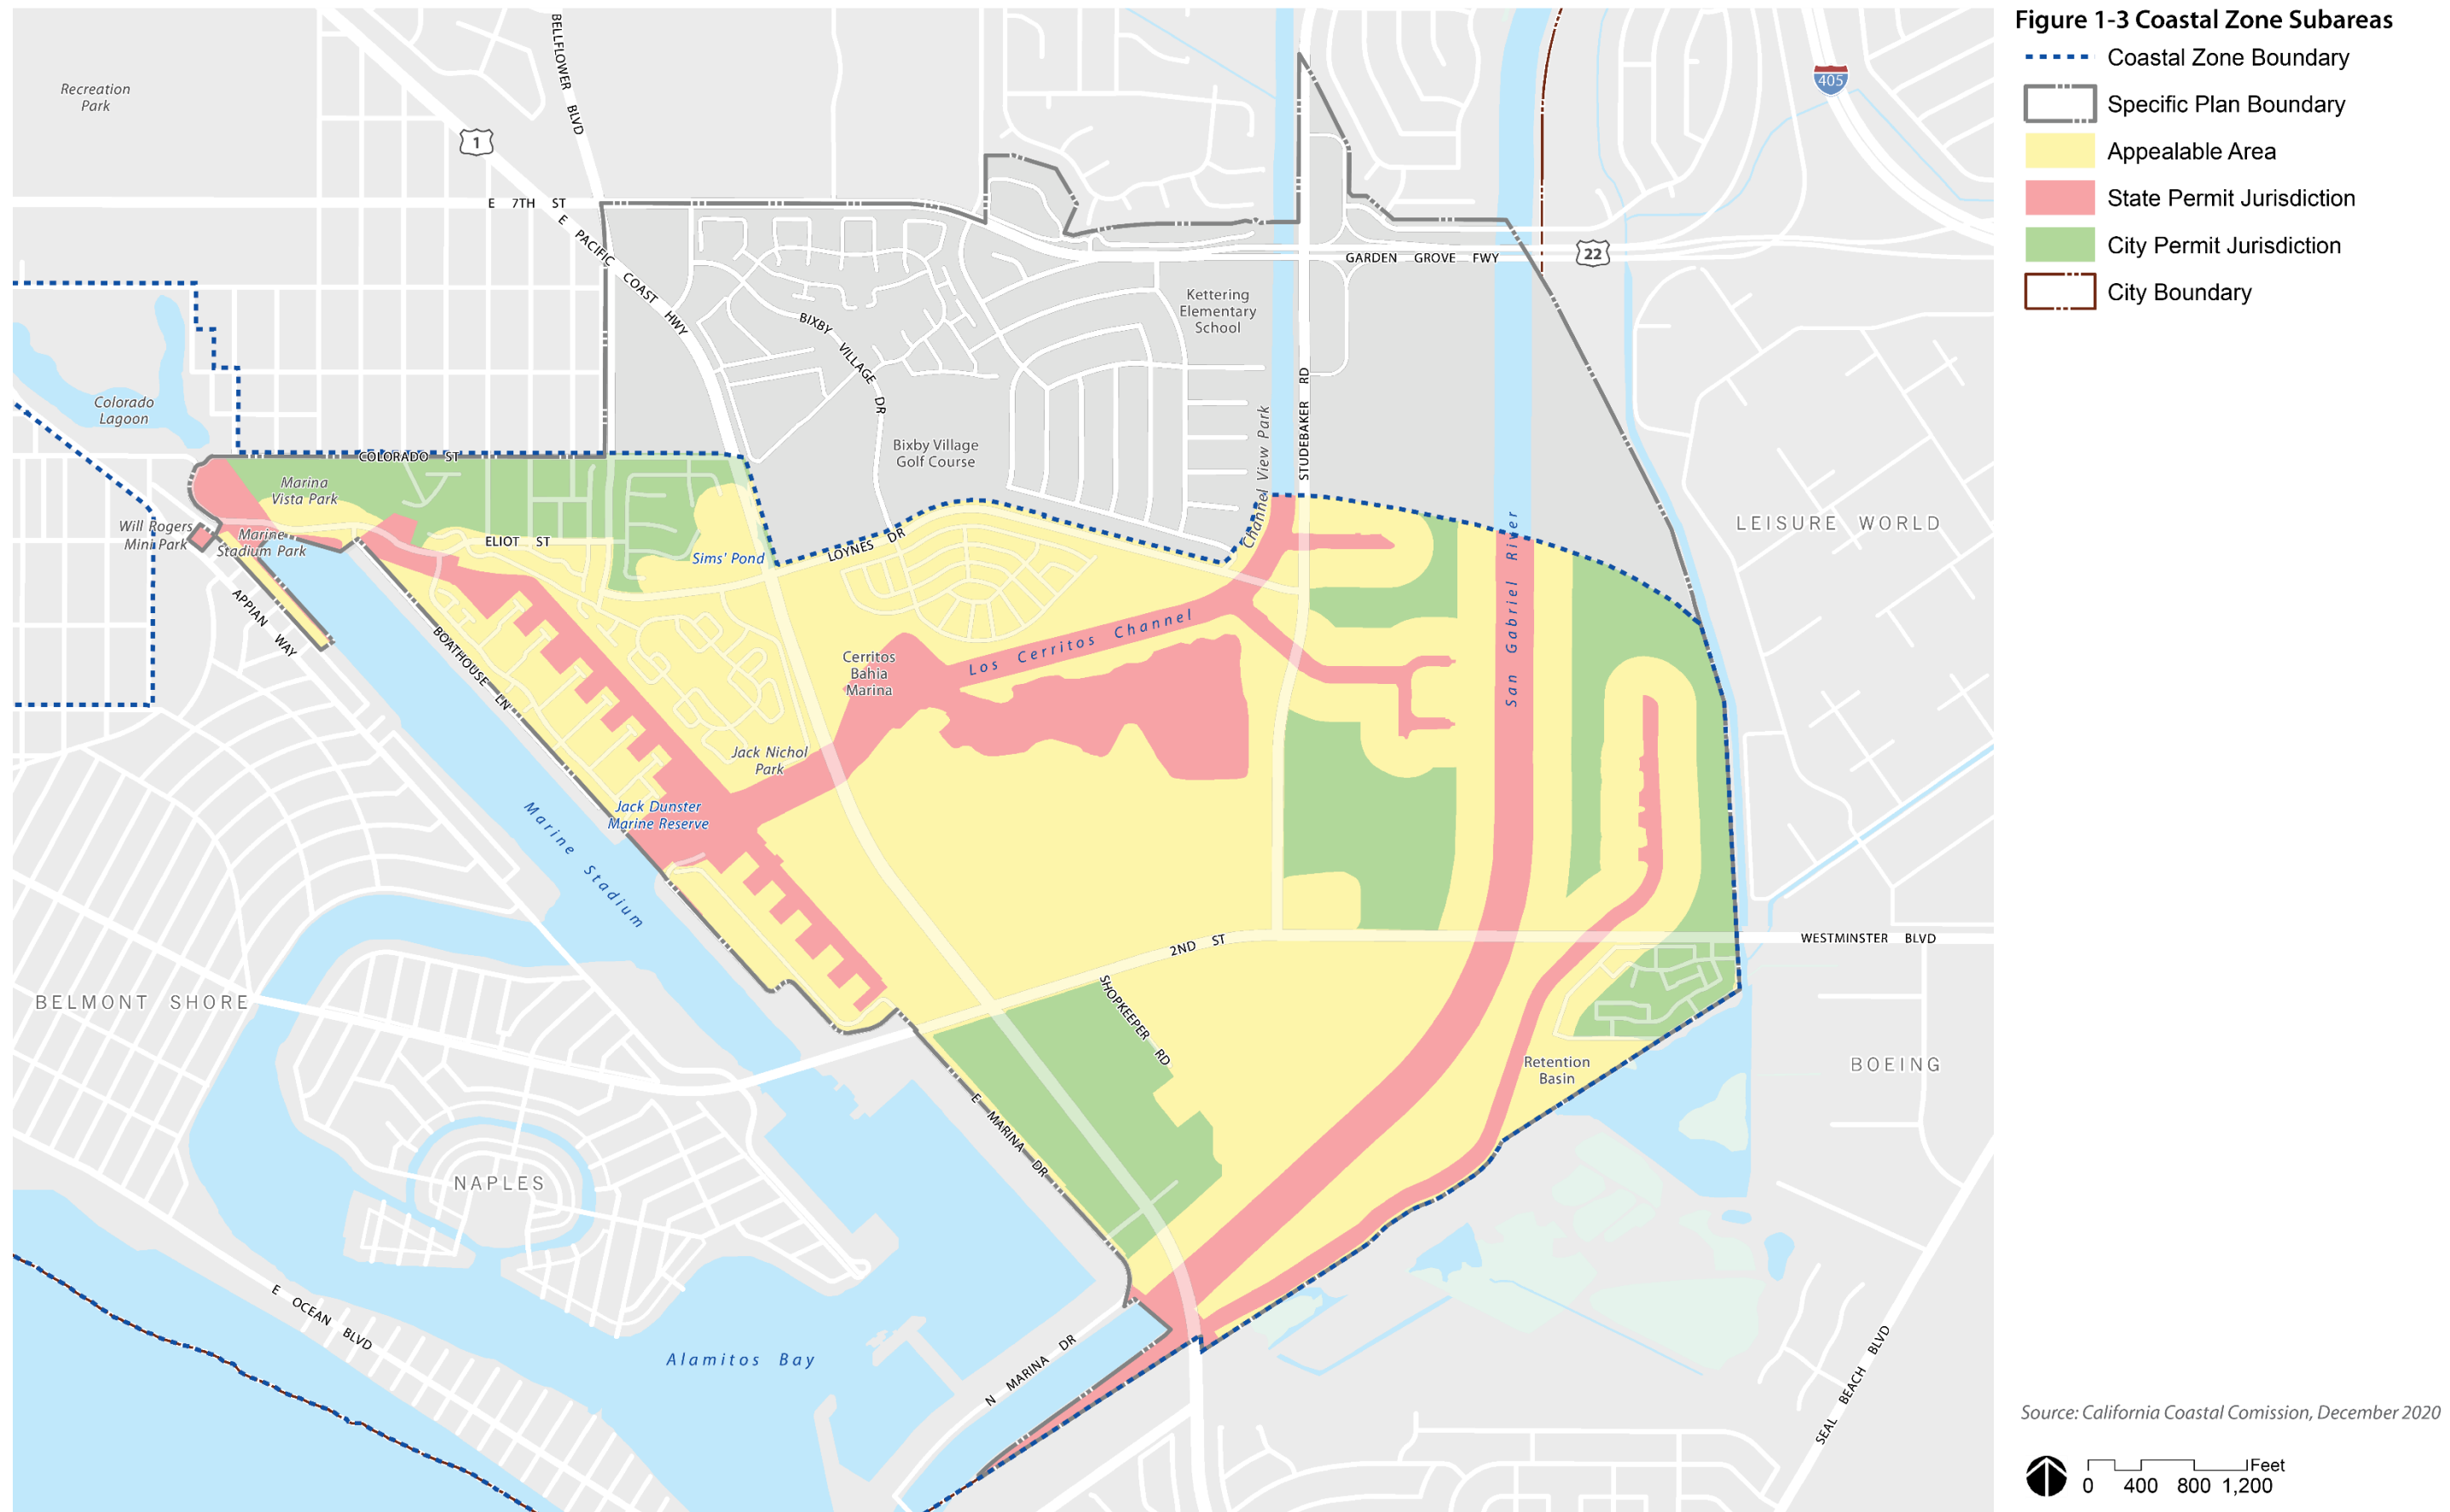 Figure 1-3 Coastal Zone Subareas
Coastal Zone Boundary
Specific Plan Boundary
Appealable Area
State Permit Jurisdiction
City Permit Jurisdiction
City Boundary
BELLFLOWER BLVD
405
Recreation
Park
1
E 7TH ST
E PACIFIC COAST HWY
22
GARDEN GROVE FWY
Kettering
Elementary
School
BIXBY VILLAGE DR
STUDEBAKER RD
Colorado
Lagoon
Channel View Park
Bixby Village
Golf Course
COLORADO ST
Marina
Vista Park
LEISURE WORLD
Will Rogers
Mini Park
Marine
Stadium Park
ELIOT ST
Sims' Pond
LOYNES DR
San Gabriel River
APPIAN WAY
BOATHOUSE LN
Los Cerritos Channel
Cerritos
Bahia
Marina
Jack Nichol
Park
Jack Dunster
Marine Reserve
Marine Stadium
2ND ST
WESTMINSTER BLVD
BELMONT SHORE
SHOPKEEPER RD
Retention
Basin
BOEING
E MARINA DR
NAPLES
E OCEAN BLVD
Alamitos Bay
N MARINA DR
SEAL BEACH BLVD
Source: California Coastal Comission, December 2020
Feet
0 400 800 1,200